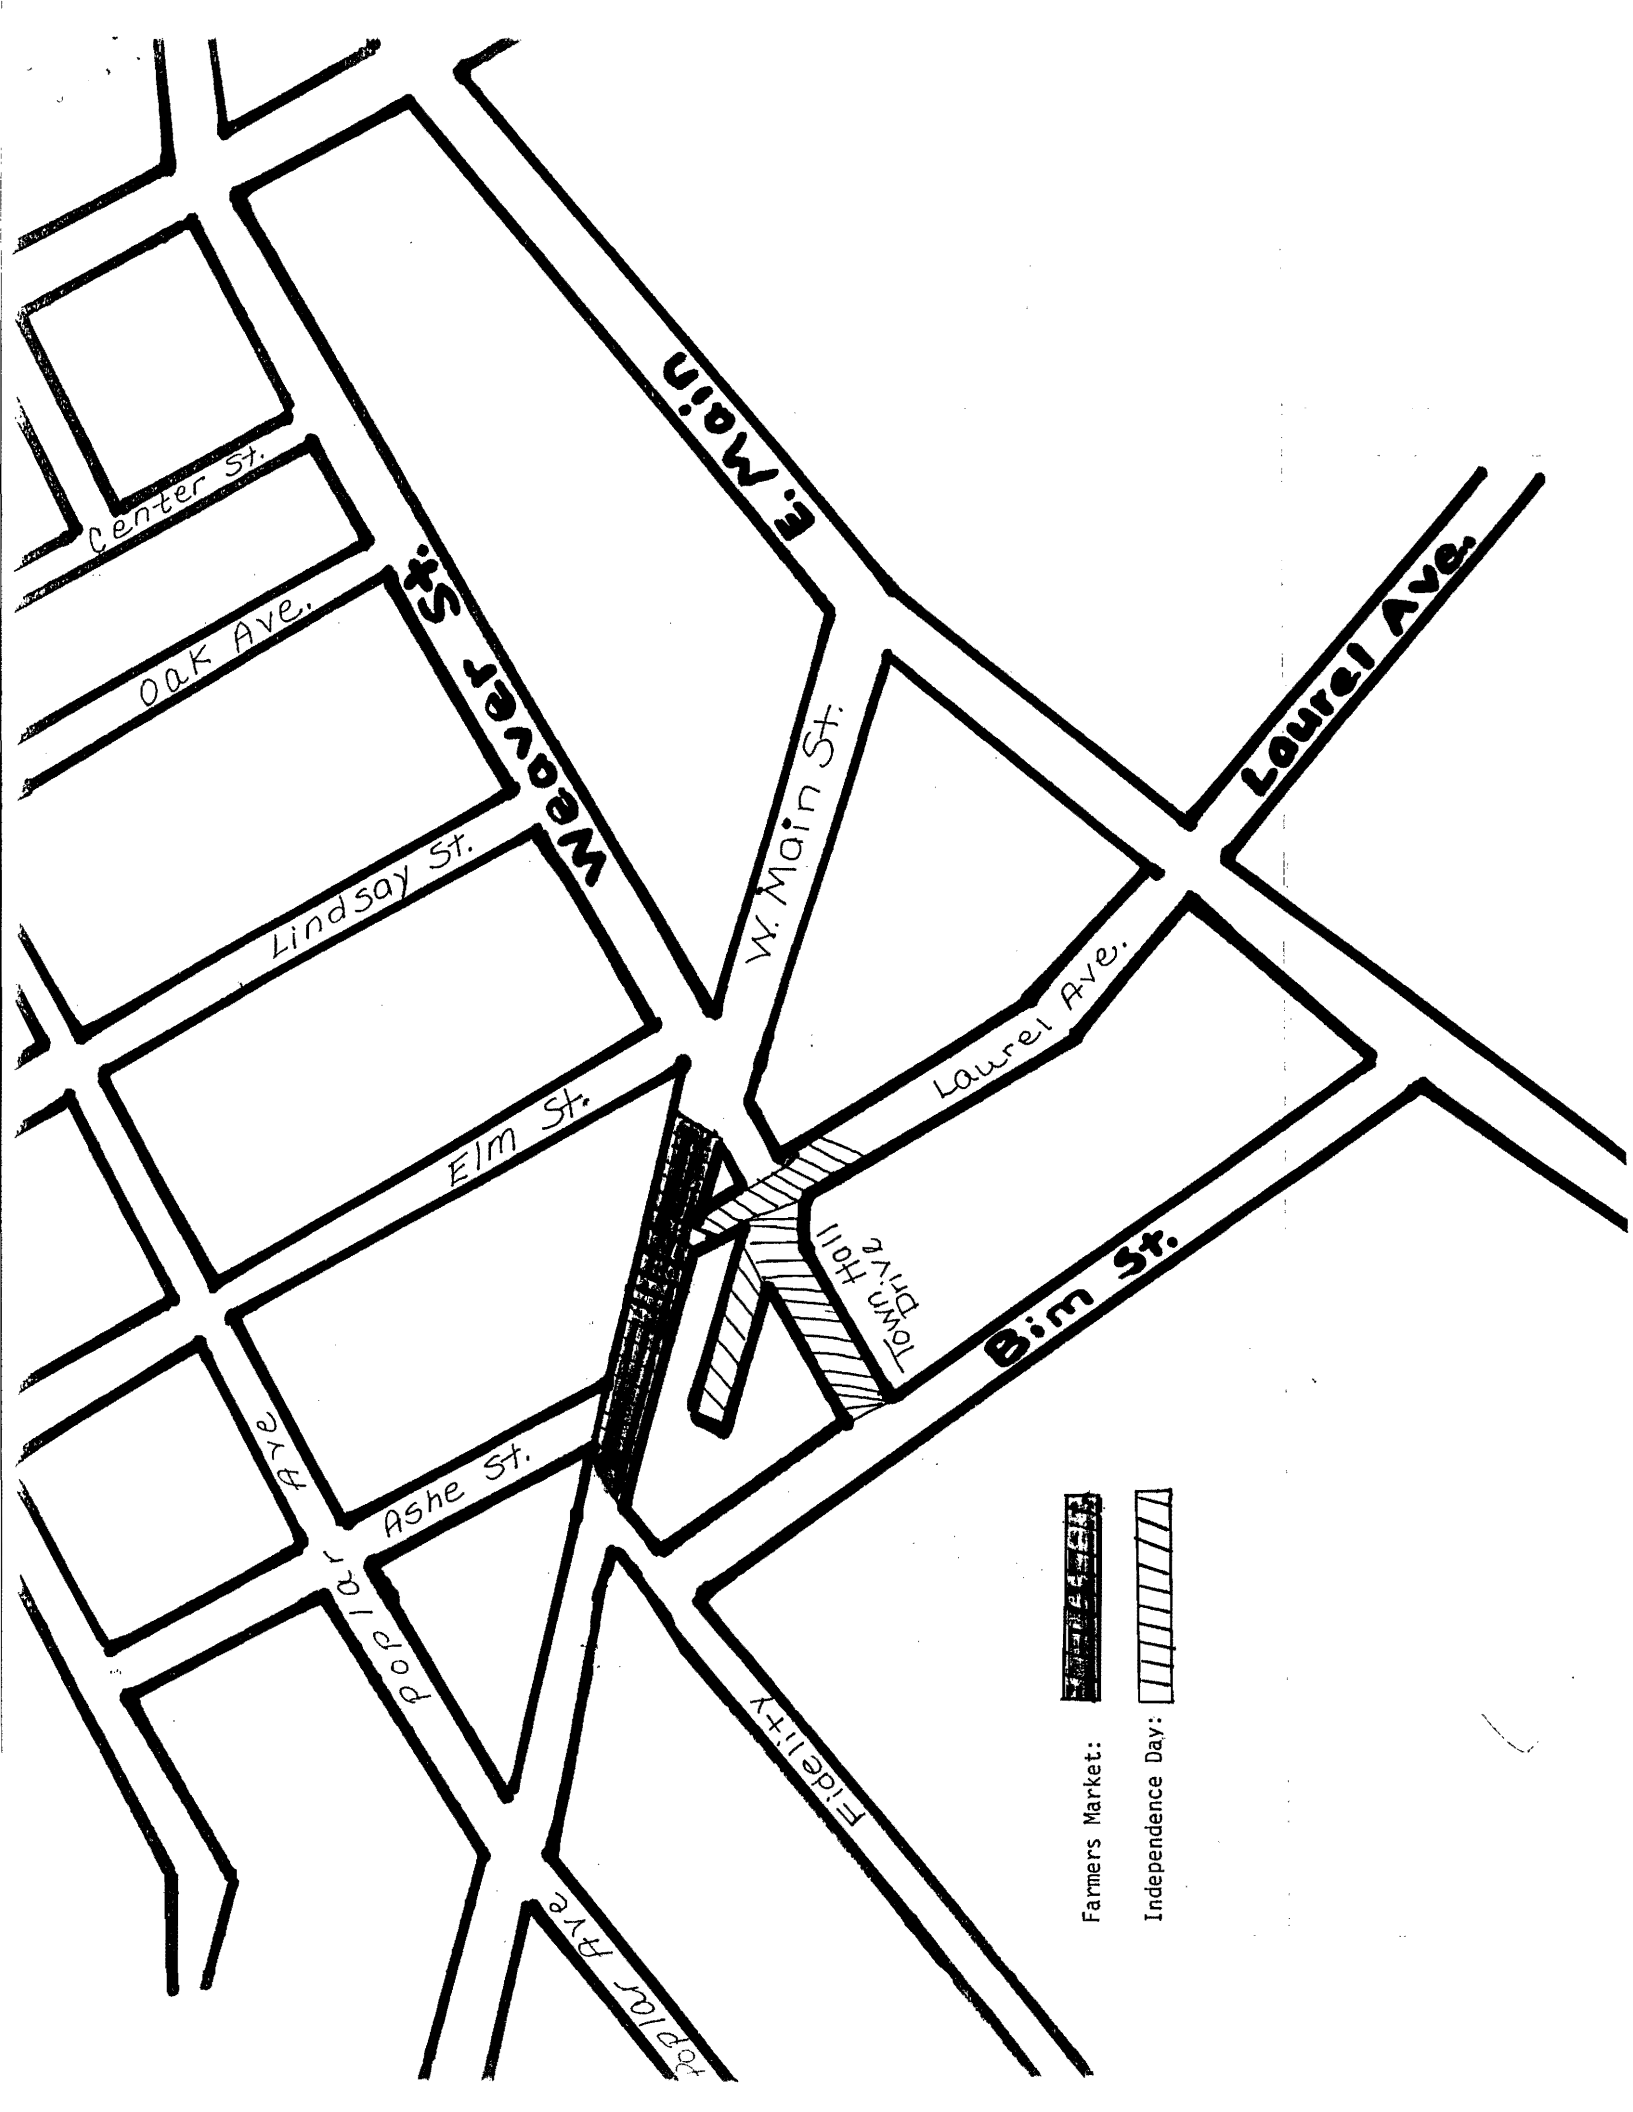 Center St.
Oak Ave.
Weaver St.
Lindsay St.
Elm St.
E. Main
W. Main St.
Laurel Ave.
Laurel Ave.
Town Hall
Drive
Bim St.
Ashe St.
Poplar Ave
Poplar Ave
Fidelity
Farmers Market:
Independence Day: